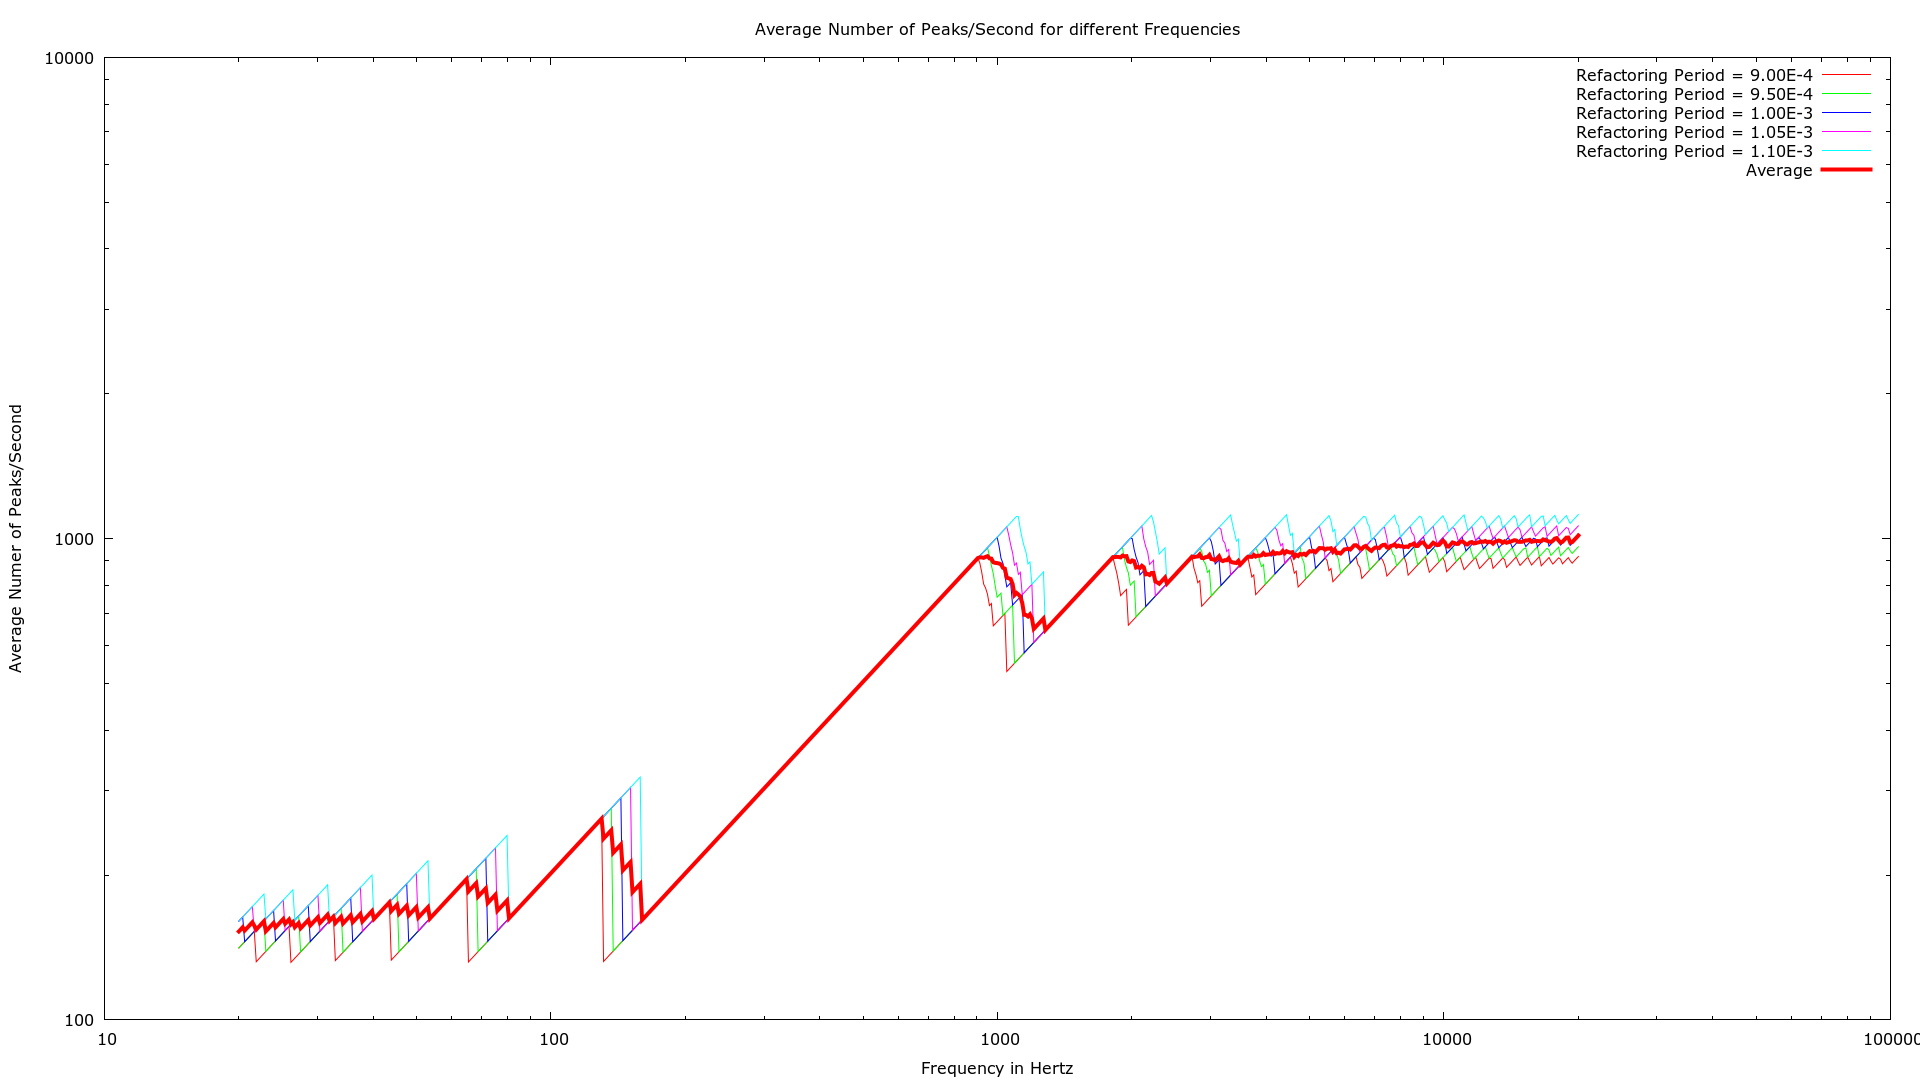 Average Number of Peaks/Second for different Frequencies
10000
1000
100
Average Numer of Peaks/Second
Refactoring Period = 9.00E-4
Refactoring Period = 9.50E-4
Refactoring Period = 1.00E-3
Refactoring Period = 1.05E-3
Refactoring Period = 1.10E-3
Average
10 100 1000 10000 100000
Frequency in Hertz